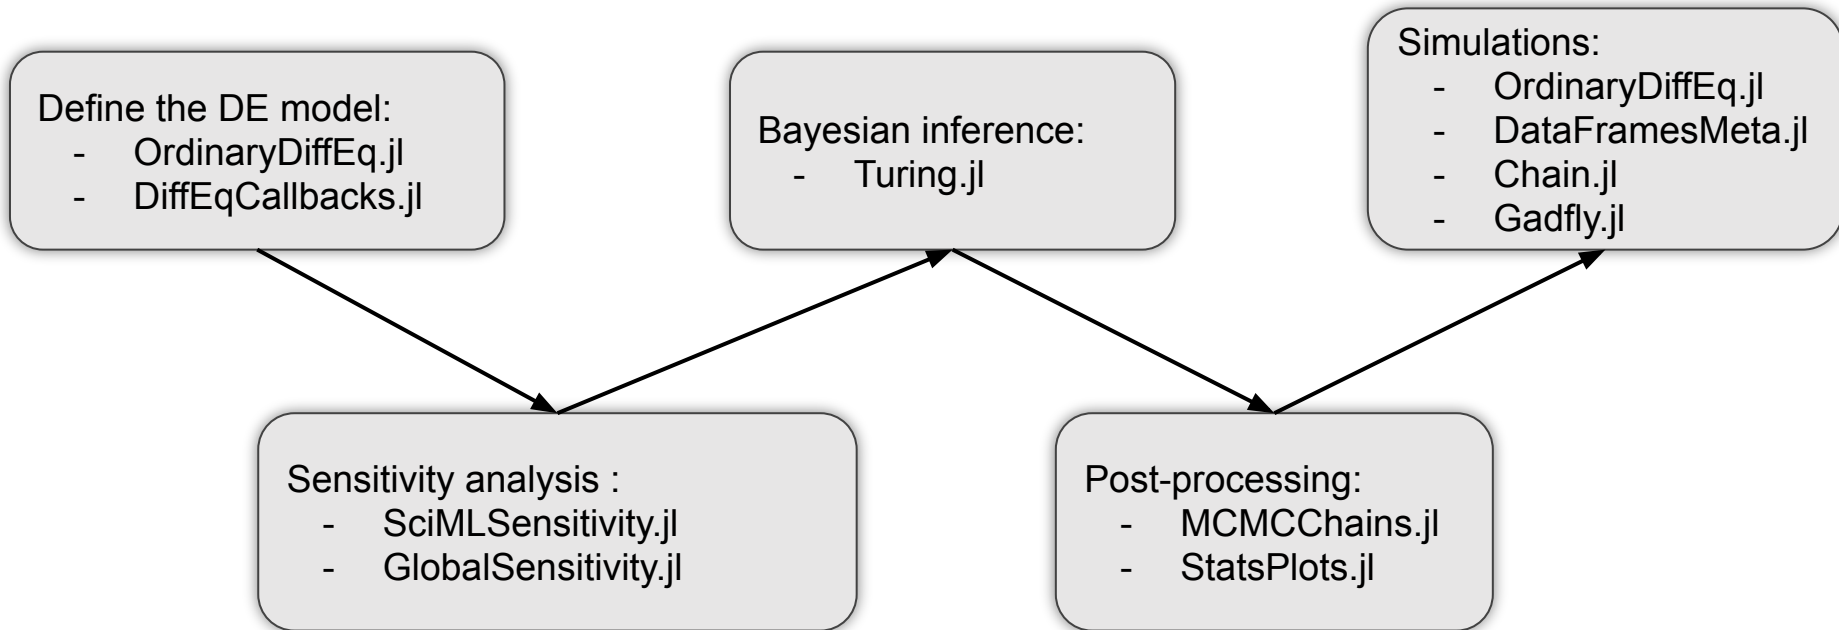 Define the DE model:
- OrdinaryDiffEq.jl
- DiffEqCallbacks.jl
Sensitivity analysis :
- SciMLSensitivity.jl
- GlobalSensitivity.jl
Bayesian inference:
- Turing.jl
Post-processing:
- MCMCChains.jl
- StatsPlots.jl
Simulations:
- OrdinaryDiffEq.jl
- DataFramesMeta.jl
- Chain.jl
- Gadfly.jl